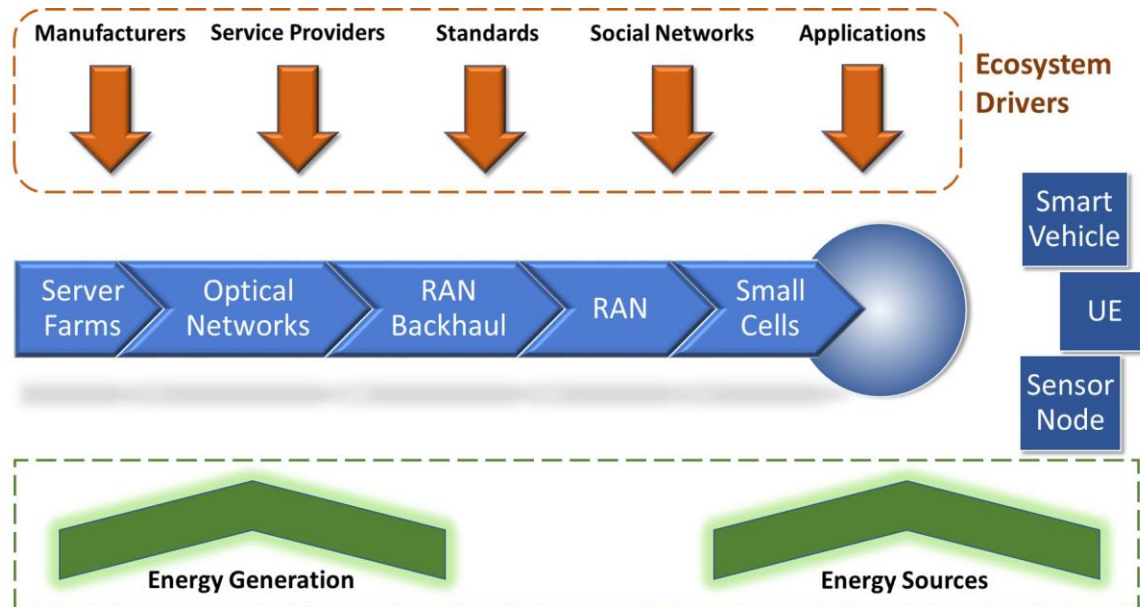 Manufacturers
Service Providers
Standards
Social Networks
Applications
Ecosystem
Drivers
Server
Farms
Optical
Networks
RAN
Backhaul
RAN
Small
Cells
Smart
Vehicle
UE
Sensor
Node
Energy Generation
Energy Sources